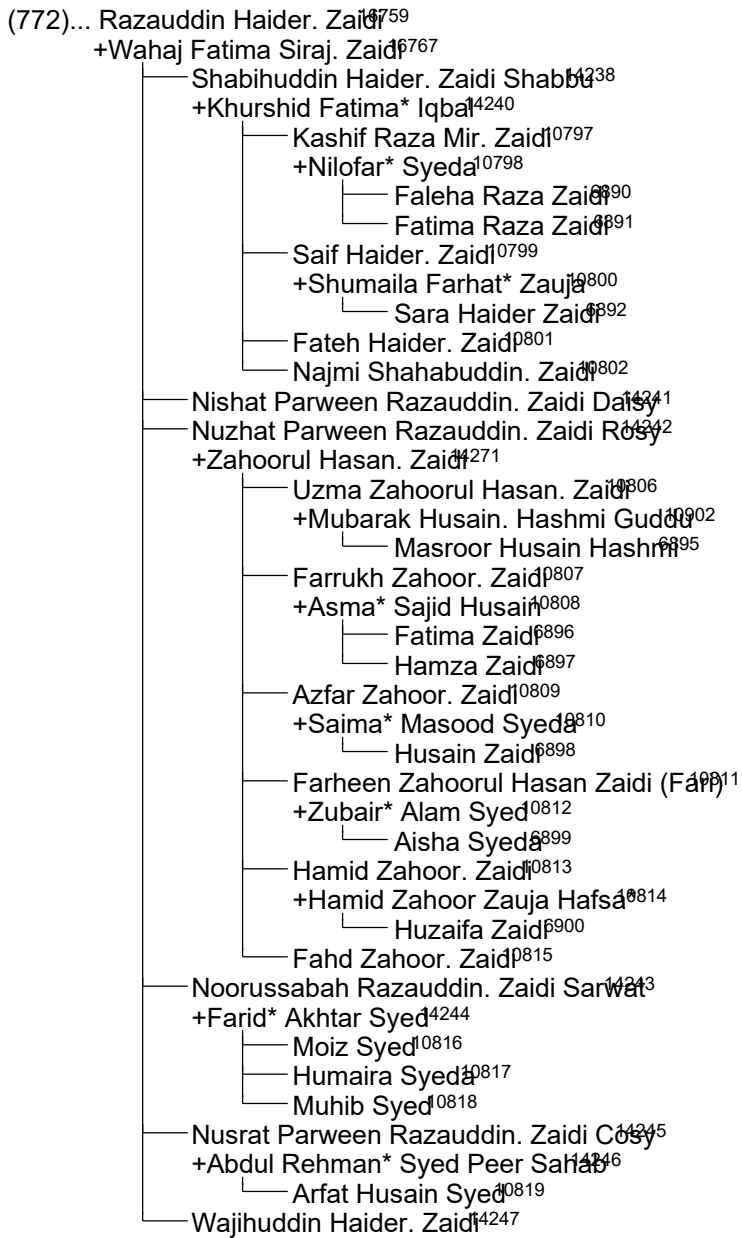 (772)... Razauddin Haider. Zaidi16759
+Wahaj Fatima Siraj. Zaidi16767
Shabihuddin Haider. Zaidi Shabbu14238
+Khurshid Fatima* Iqbal14240
Kashif Raza Mir. Zaidi10797
+Nilofar* Syeda10798
Faleha Raza Zaidi6890
Fatima Raza Zaidi6891
Saif Haider. Zaidi10799
+Shumaila Farhat* Zauja10800
Sara Haider Zaidi6892
Fateh Haider. Zaidi10801
Najmi Shahabuddin. Zaidi10802
Nishat Parween Razauddin. Zaidi Daisy14241
Nuzhat Parween Razauddin. Zaidi Rosy14242
+Zahoorul Hasan. Zaidi14271
Uzma Zahoorul Hasan. Zaidi10806
+Mubarak Husain. Hashmi Guddu10902
Masroor Husain Hashmi6895
Farrukh Zahoor. Zaidi10807
+Asma* Sajid Husain10808
Fatima Zaidi6896
Hamza Zaidi6897
Azfar Zahoor. Zaidi10809
+Saima* Masood Syeda10810
Husain Zaidi6898
Farheen Zahoorul Hasan Zaidi (Fari)10811
+Zubair* Alam Syed10812
Aisha Syeda6899
Hamid Zahoor. Zaidi10813
+Hamid Zahoor Zauja Hafsa*10814
Huzaifa Zaidi6900
Fahd Zahoor. Zaidi10815
Noorussabah Razauddin. Zaidi Sarwat14243
+Farid* Akhtar Syed14244
Moiz Syed10816
Humaira Syeda10817
Muhib Syed10818
Nusrat Parween Razauddin. Zaidi Cosy14245
+Abdul Rehman* Syed Peer Sahab14246
Arfat Husain Syed10819
Wajihuddin Haider. Zaidi14247